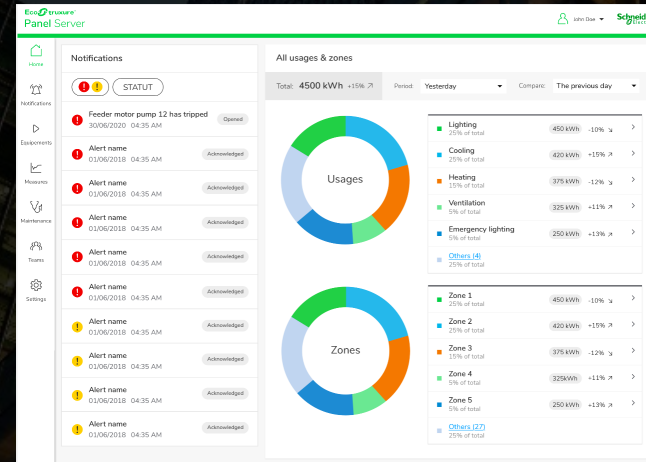 EcoStruxure
Panel Server
John Doe
Schneid
Elect
Home
Notifications
Equipements
Measures
Maintenance
Teams
Settings
Notifications
STATUT
Feeder motor pump 12 has tripped
30/06/2020 04:35 AM
Opened
Alert name
01/06/2018 04:35 AM
Acknowledged
Alert name
01/06/2018 04:35 AM
Acknowledged
Alert name
01/06/2018 04:35 AM
Acknowledged
Alert name
01/06/2018 04:35 AM
Acknowledged
Alert name
01/06/2018 04:35 AM
Acknowledged
Alert name
01/06/2018 04:35 AM
Acknowledged
Alert name
01/06/2018 04:35 AM
Acknowledged
Alert name
01/06/2018 04:35 AM
Acknowledged
Alert name
01/06/2018 04:35 AM
Acknowledged
All usages & zones
Total: 4500 kWh +15%
Period: Yesterday
Compare: The previous day
Usages
Lighting
25% of total
450 kWh -10%
Cooling
25% of total
420 kWh +15%
Heating
15% of total
375 kWh -12%
Ventilation
5% of total
325 kWh +11%
Emergency lighting
5% of total
250 kWh +13%
Others (4)
25% of total
Zones
Zone 1
25% of total
450 kWh -10%
Zone 2
25% of total
420 kWh +15%
Zone 3
15% of total
375 kWh -12%
Zone 4
5% of total
325kWh +11%
Zone 5
5% of total
250 kWh +13%
Others (27)
25% of total